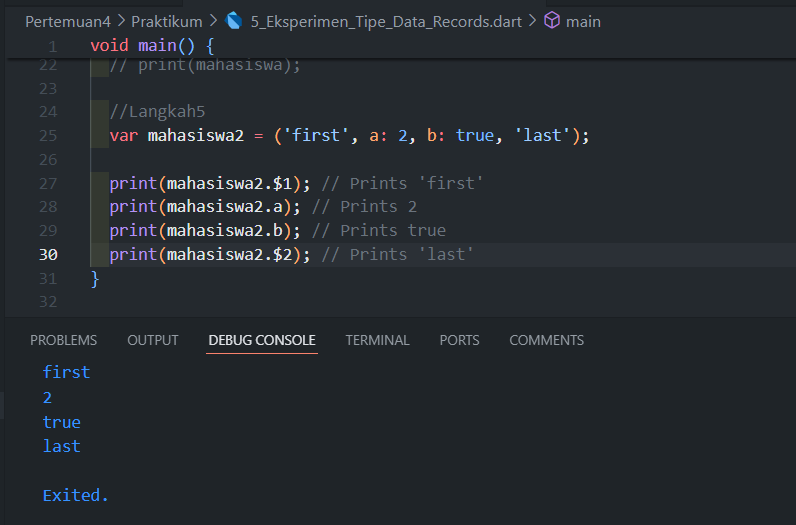 Pertemuan4 > Praktikum > 5_Eksperimen_Tipe_Data_Records.dart > main
1 void main() {
22 // print(mahasiswa);
23
24 //Langkah5
25 var mahasiswa2 = ('first', a: 2, b: true, 'last');
26
27 print(mahasiswa2.$1); // Prints 'first'
28 print(mahasiswa2.a); // Prints 2
29 print(mahasiswa2.b); // Prints true
30 print(mahasiswa2.$2); // Prints 'last'
31 }
32
PROBLEMS OUTPUT DEBUG CONSOLE TERMINAL PORTS COMMENTS
first
2
true
last
Exited.